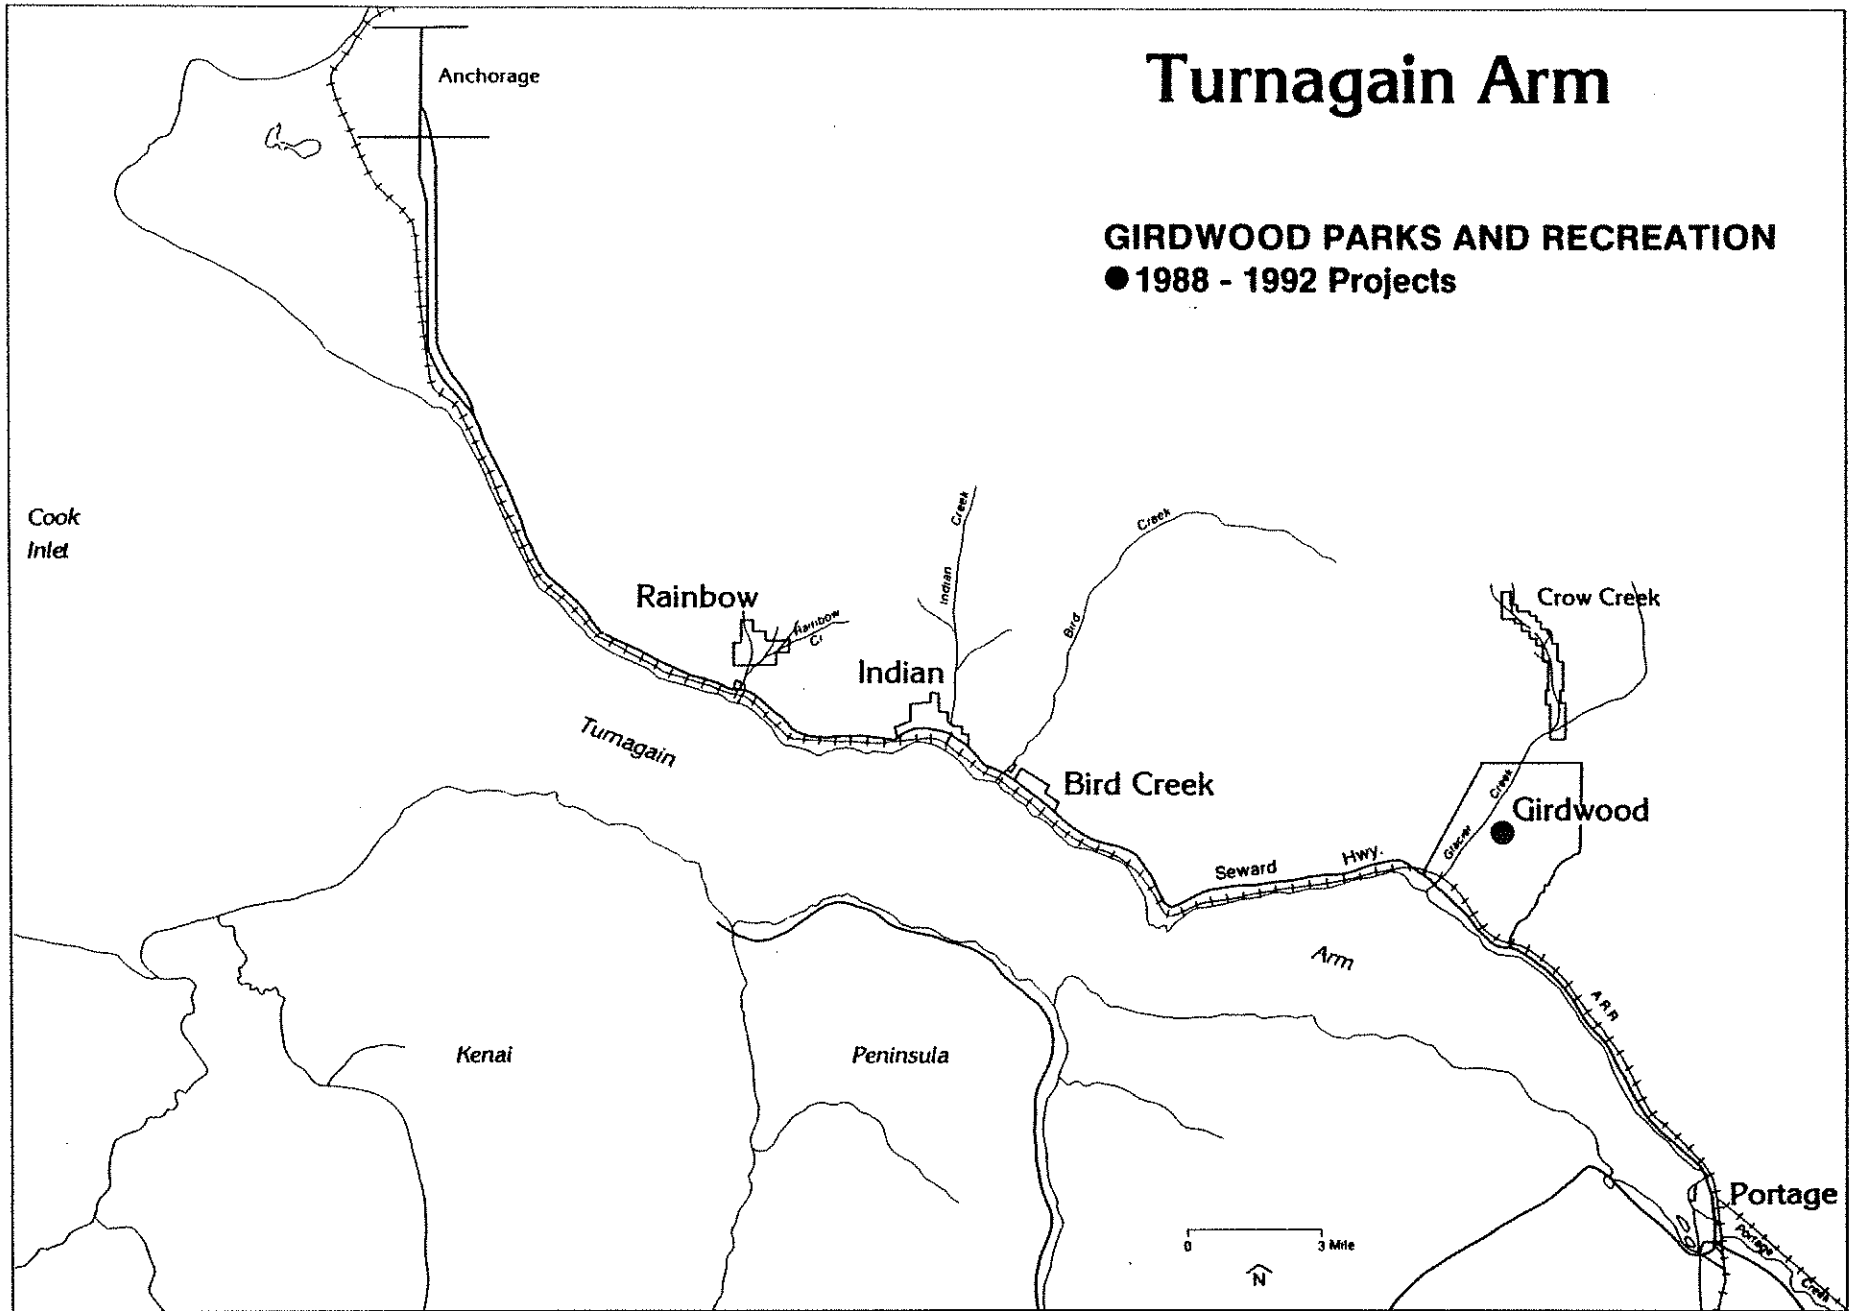 Turnagain Arm
GIRDWOOD PARKS AND RECREATION
1988 - 1992 Projects
Anchorage
Cook
Inlet
Rainbow
Rainbow
Cr
Indian
Indian Creek
Bird Creek
Bird Creek
Crow Creek
Girdwood
Glacier Creek
Turnagain
Arm
Seward Hwy.
A.R.R
Kenai
Peninsula
Portage
Portage Creek
0 3 Mile
N